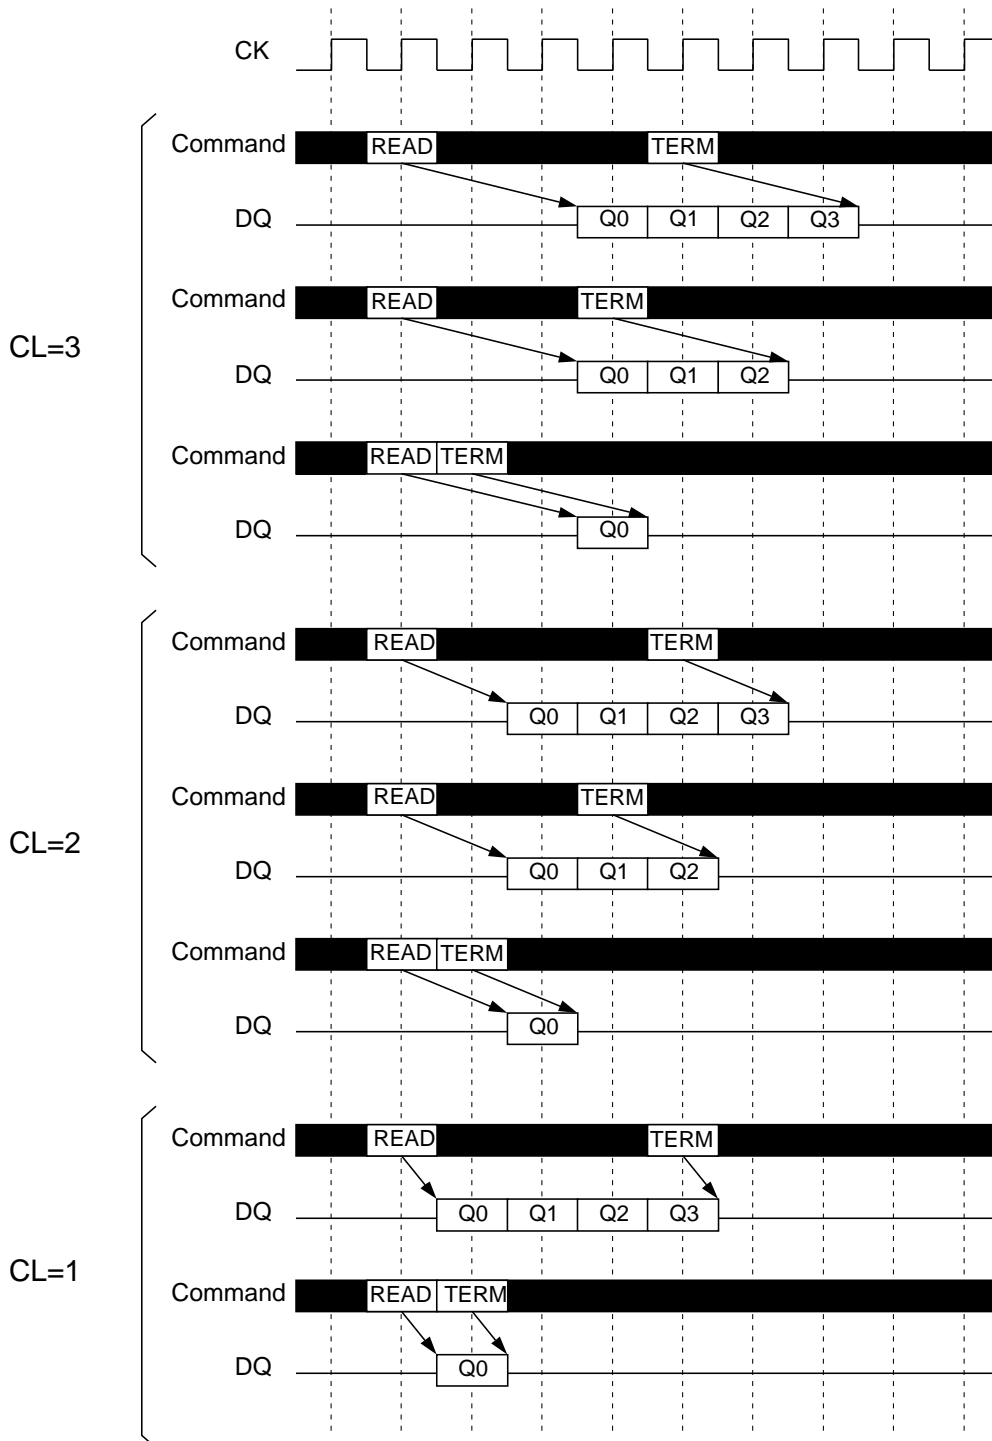 CK
Command READ TERM
DQ Q0 Q1 Q2 Q3
Command READ TERM
CL=3
DQ Q0 Q1 Q2
Command READ TERM
DQ Q0
Command READ TERM
DQ Q0 Q1 Q2 Q3
Command READ TERM
CL=2
DQ Q0 Q1 Q2
Command READ TERM
DQ Q0
Command READ TERM
DQ Q0 Q1 Q2 Q3
CL=1
Command READ TERM
DQ Q0